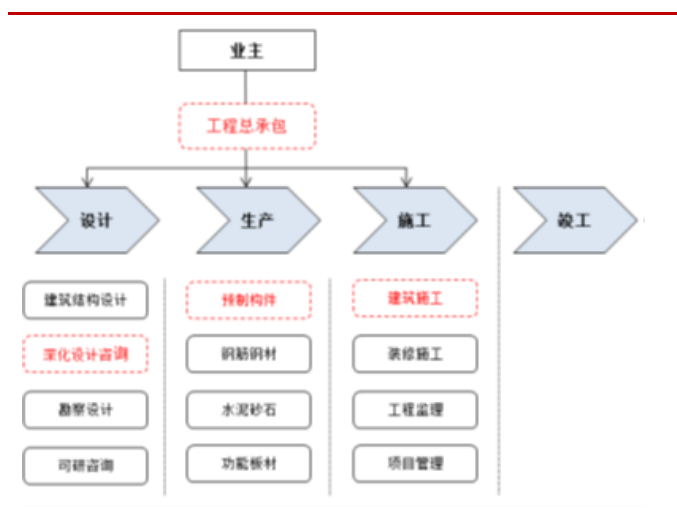 业主
工程总承包
设计
生产
施工
竣工
建筑结构设计
预制构件
建筑施工
深化设计咨询
钢筋钢材
装修施工
勘察设计
水泥砂石
工程监理
可研咨询
功能板材
项目管理